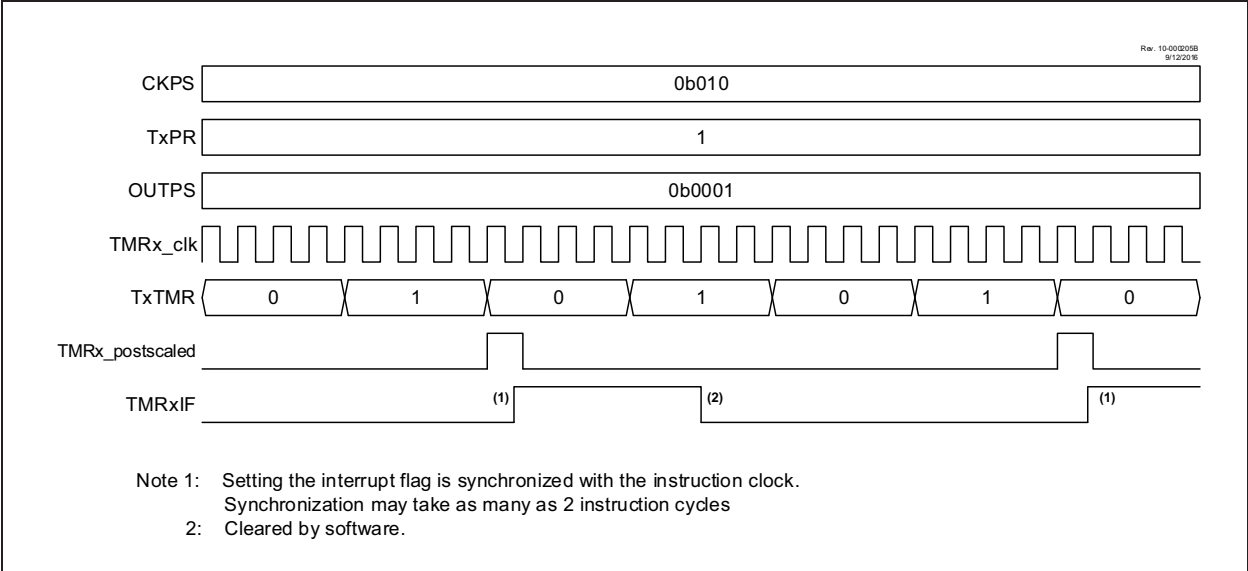 Rev. 10-000205B
9/12/2016
CKPS 0b010
TxPR 1
OUTPS 0b0001
TMRx_clk
TxTMR 0 1 0 1 0 1 0
TMRx_postscaled
TMRxIF (1) (2) (1)
Note 1: Setting the interrupt flag is synchronized with the instruction clock.
Synchronization may take as many as 2 instruction cycles
2: Cleared by software.